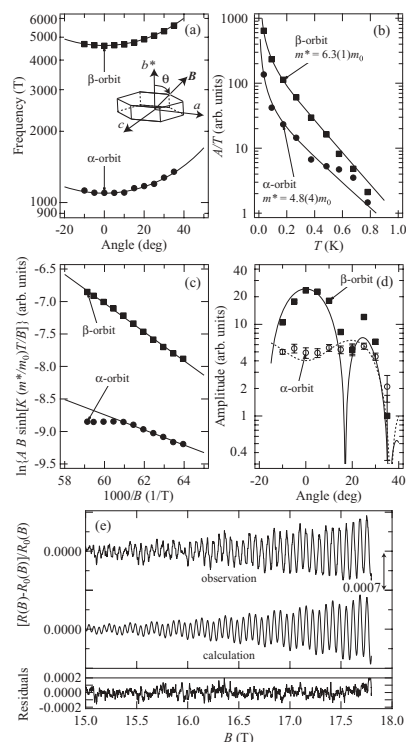 6000
5000
4000
3000
2000
1000
900
Frequency (T)
(a)
b*
θ
B
a
c
β-orbit
α-orbit
-20 0 20 40
Angle (deg)
1000
100
10
1
A/T (arb. units)
(b)
β-orbit
m* = 6.3(1)m0
α-orbit
m* = 4.8(4)m0
0.0 0.2 0.4 0.6 0.8 1.0
T (K)
-6.5
-7.0
-7.5
-8.0
-8.5
-9.0
-9.5
ln{A B sinh[K (m*/m0)T/B]} (arb. units)
(c)
β-orbit
α-orbit
58 60 62 64 66
1000/B (1/T)
40
20
10
8
6
4
2
1
0.4
Amplitude (arb. units)
(d)
β-orbit
α-orbit
-20 0 20 40
Angle (deg)
[R(B)-R0(B)]/R0(B)
(e)
0.0000
observation
0.0007
0.0000
calculation
Residuals
0.0002
0.0000
-0.0002
15.0 15.5 16.0 16.5 17.0 17.5 18.0
B (T)